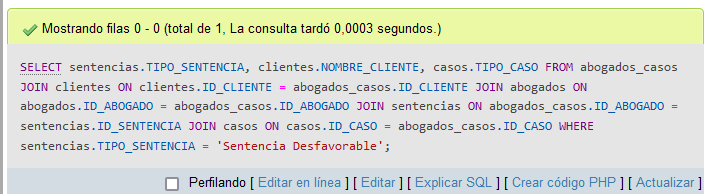 Mostrando filas 0 - 0 (total de 1, La consulta tardó 0,0003 segundos.)
SELECT sentencias.TIPO_SENTENCIA, clientes.NOMBRE_CLIENTE, casos.TIPO_CASO FROM abogados_casos
JOIN clientes ON clientes.ID_CLIENTE = abogados_casos.ID_CLIENTE JOIN abogados ON
abogados.ID_ABOGADO = abogados_casos.ID_ABOGADO JOIN sentencias ON abogados_casos.ID_ABOGADO =
sentencias.ID_SENTENCIA JOIN casos ON casos.ID_CASO = abogados_casos.ID_CASO WHERE
sentencias.TIPO_SENTENCIA = 'Sentencia Desfavorable';
Perfilando [ Editar en línea ] [ Editar ] [ Explicar SQL ] [ Crear código PHP ] [ Actualizar ]